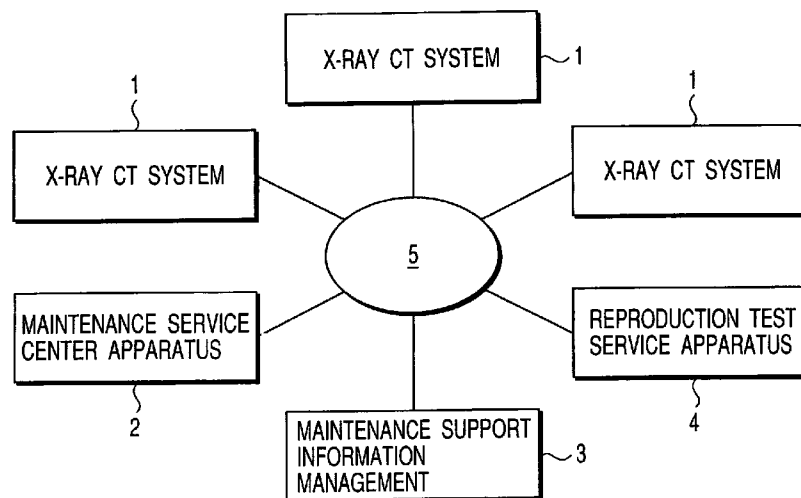 X-RAY CT SYSTEM
1
1
X-RAY CT SYSTEM
1
X-RAY CT SYSTEM
5
MAINTENANCE SERVICE
CENTER APPARATUS
2
REPRODUCTION TEST
SERVICE APPARATUS
4
MAINTENANCE SUPPORT
INFORMATION
MANAGEMENT
3